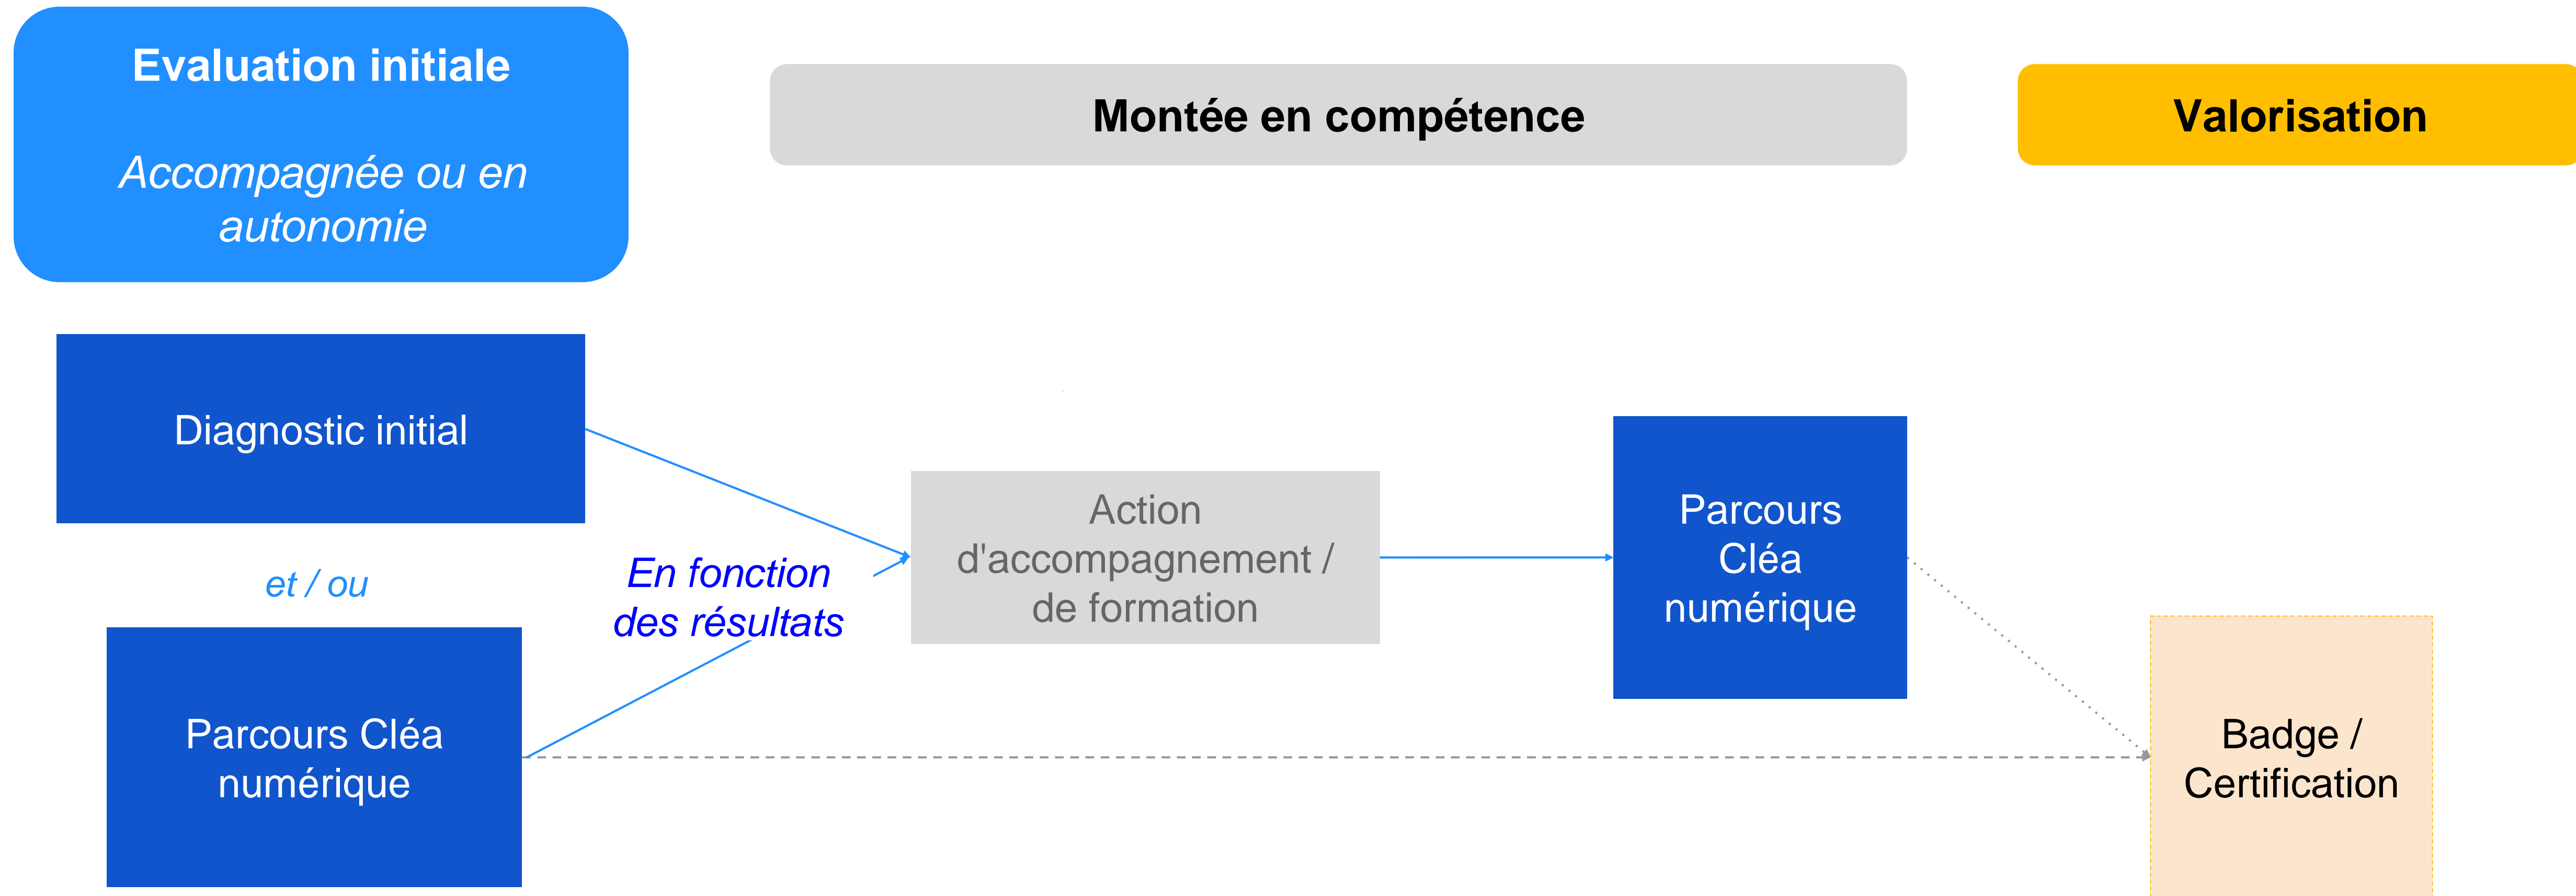 Evaluation initiale
Accompagnée ou en
autonomie
Montée en compétence
Valorisation
Diagnostic initial
et / ou
Parcours Cléa
numérique
En fonction
des résultats
Action
d'accompagnement /
de formation
Parcours
Cléa
numérique
Badge /
Certification